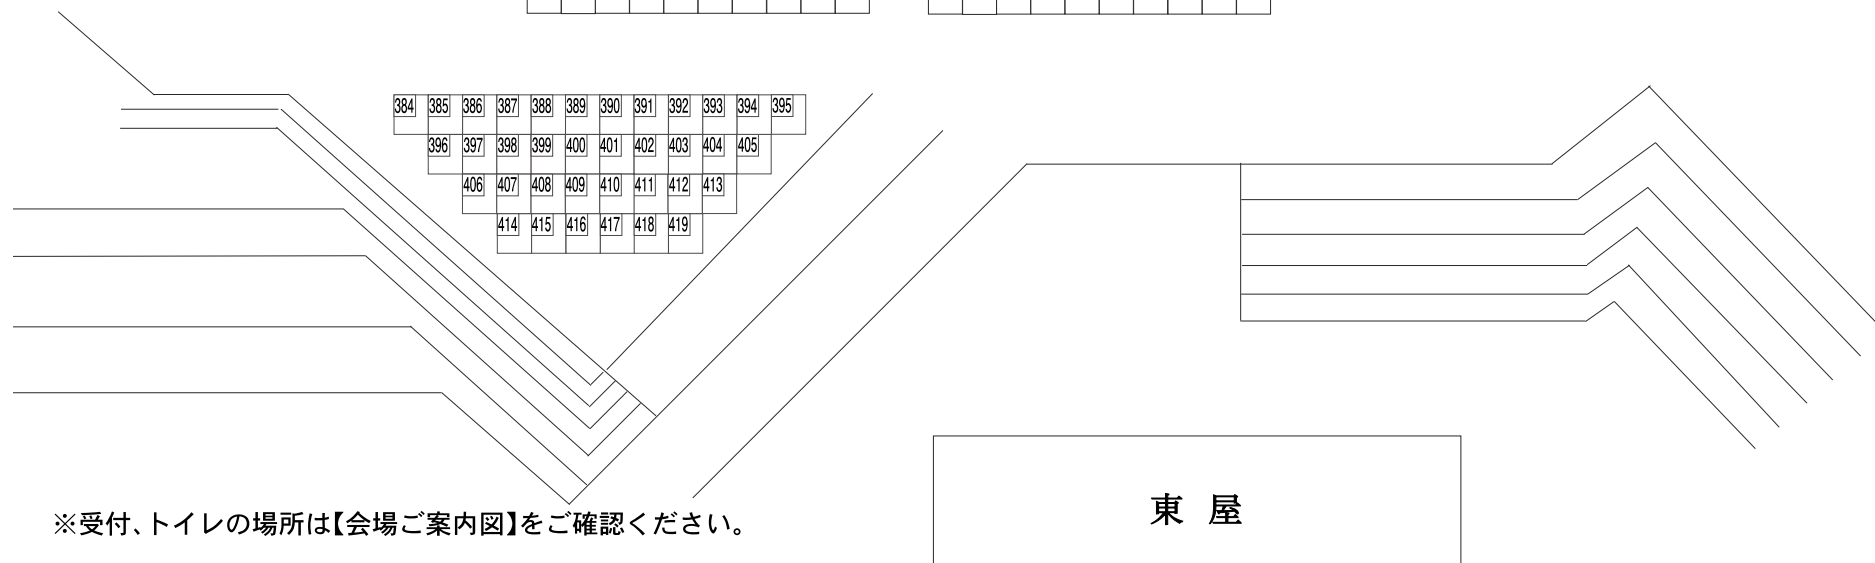 384 385 386 387 388 389 390 391 392 393 394 395
396 397 398 399 400 401 402 403 404 405
406 407 408 409 410 411 412 413
414 415 416 417 418 419
東 屋
※受付、トイレの場所は【会場ご案内図】をご確認ください。